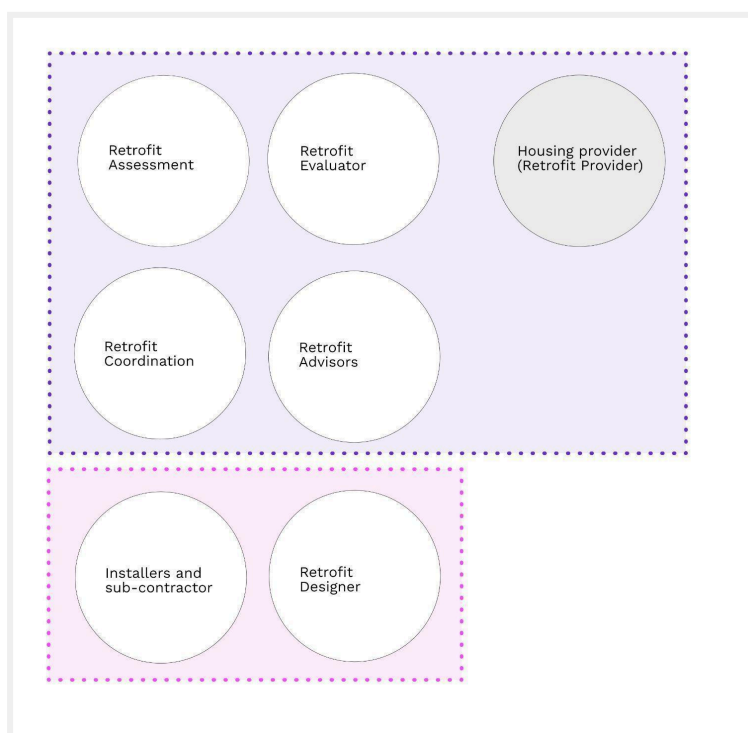 Retrofit
Assessment
Retrofit
Evaluator
Housing provider
(Retrofit Provider)
Retrofit
Coordination
Retrofit
Advisors
Installers and
sub-contractor
Retrofit
Designer